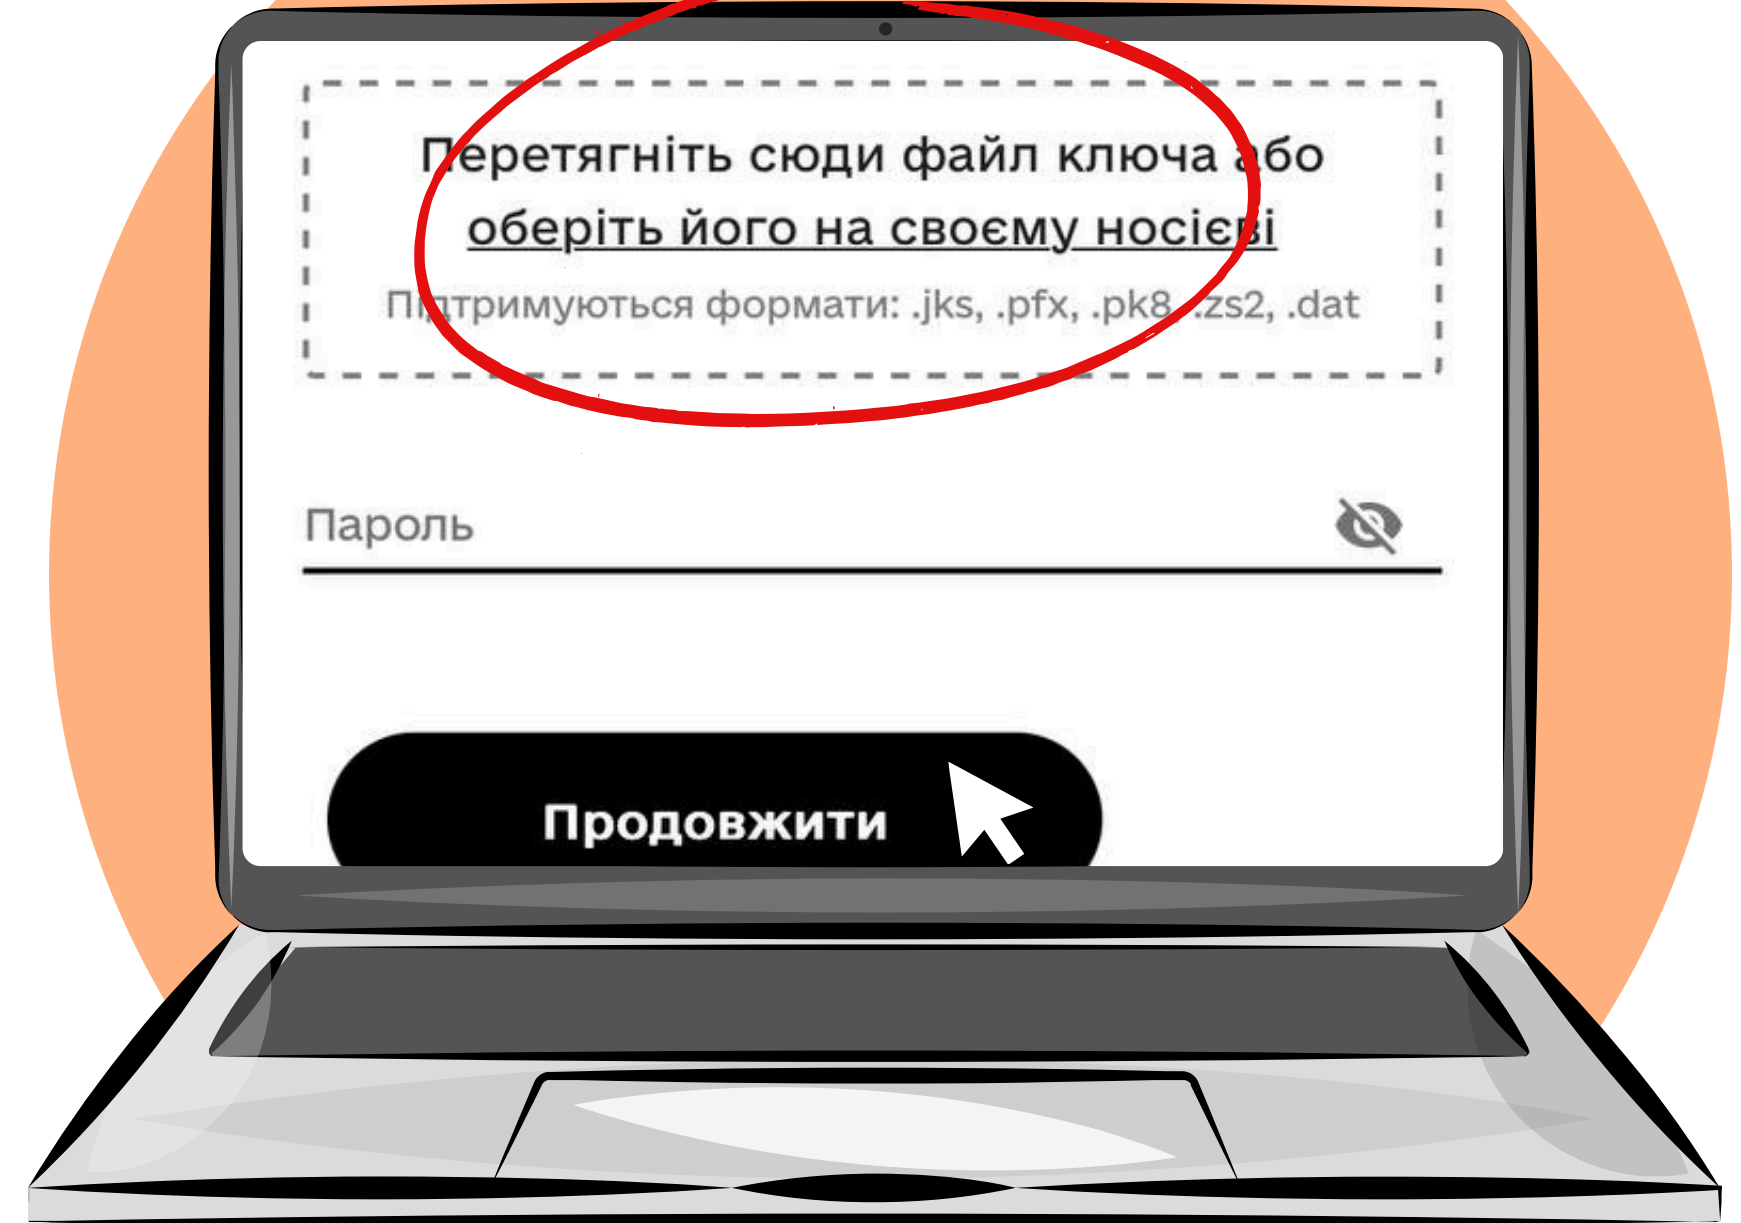 Перетягніть сюди файл ключа або
оберіть його на своєму носієві
Підтримуються формати: .jks, .pfx, .pk8, .zs2, .dat
Пароль
Продовжити